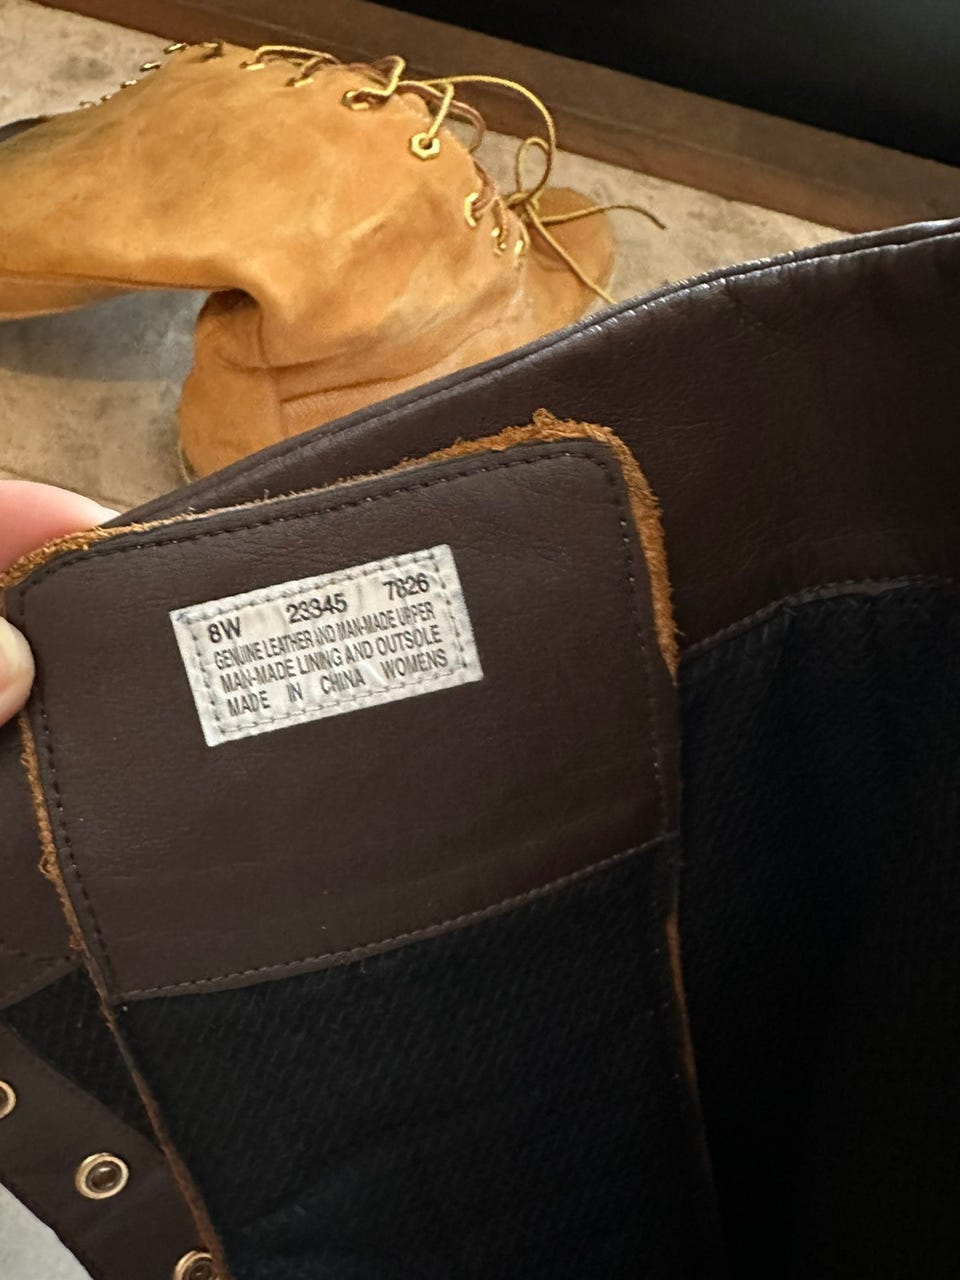 8W 23345 7826
GENUINE LEATHER AND MAN-MADE UPPER
MAN-MADE LINING AND OUTSOLE
MADE IN CHINA WOMENS